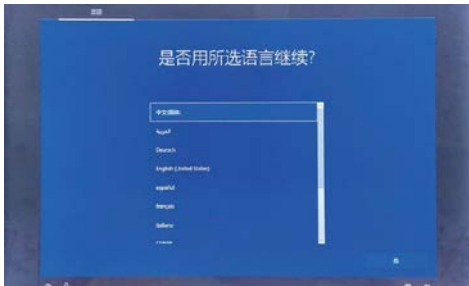 是否用所选语言继续?
中文(简体)
العربية
Deutsch
English (United States)
español
français
italiano